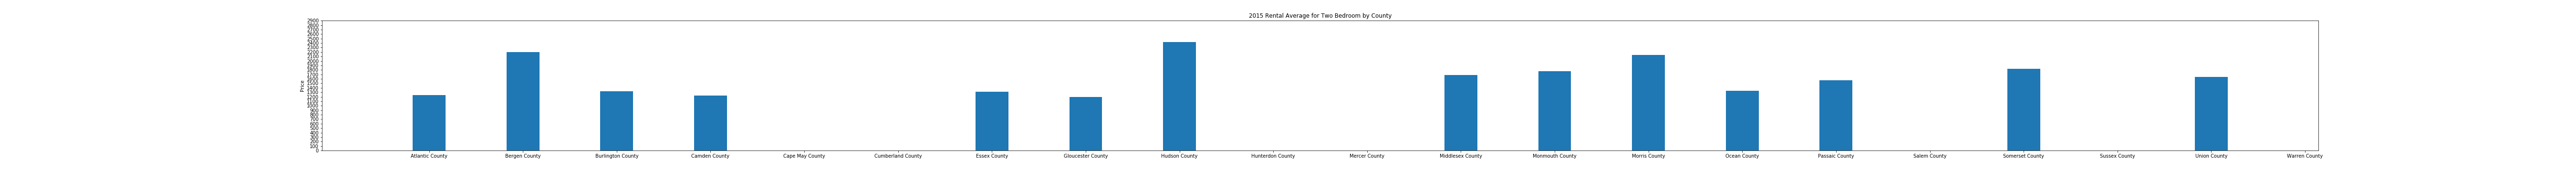 2015 Rental Average for Two Bedroom by County
Price
2900
2800
2700
2600
2500
2400
2300
2200
2100
2000
1900
1800
1700
1600
1500
1400
1300
1200
1100
1000
900
800
700
600
500
400
300
200
100
0
Atlantic County
Bergen County
Burlington County
Camden County
Cape May County
Cumberland County
Essex County
Gloucester County
Hudson County
Hunterdon County
Mercer County
Middlesex County
Monmouth County
Morris County
Ocean County
Passaic County
Salem County
Somerset County
Sussex County
Union County
Warren County